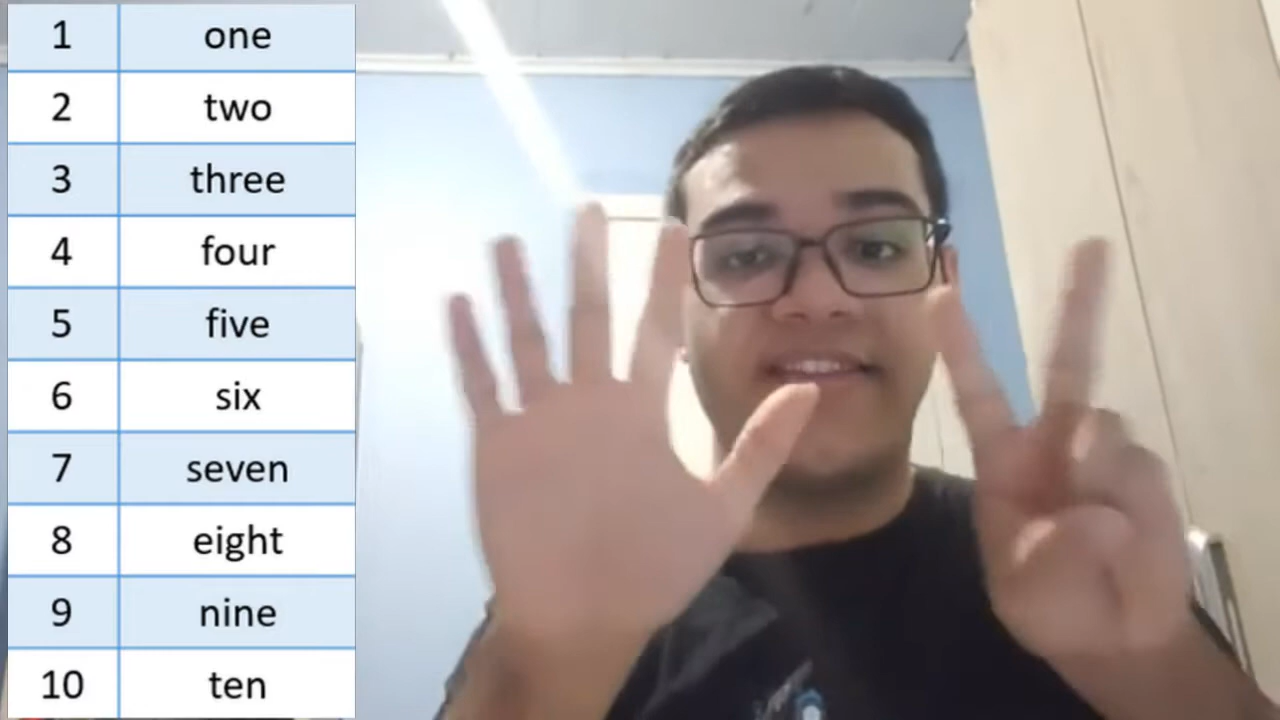 1 one
2 two
3 three
4 four
5 five
6 six
7 seven
8 eight
9 nine
10 ten